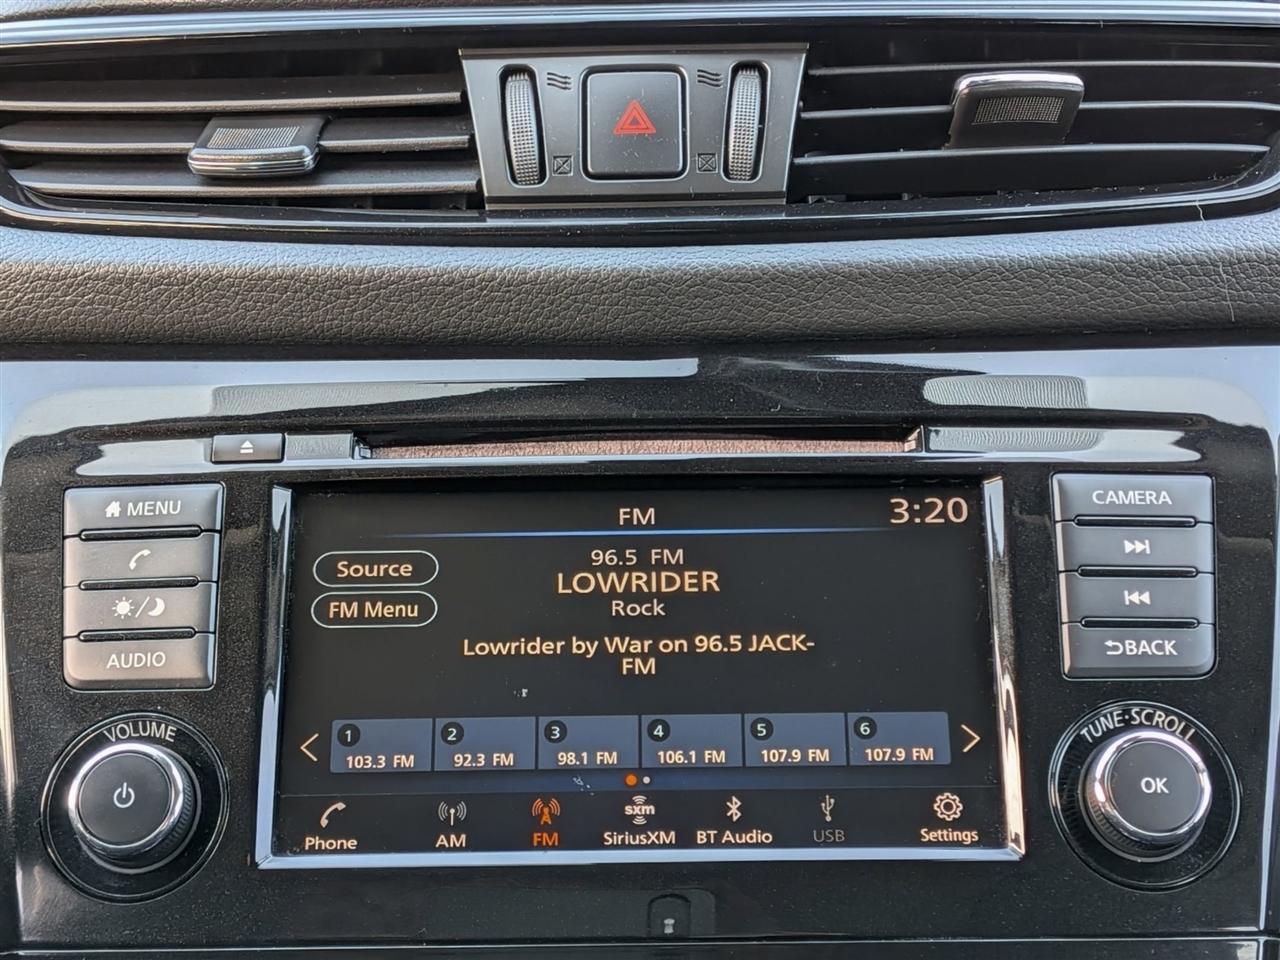 MENU
AUDIO
VOLUME
FM
3:20
Source
FM Menu
96.5 FM
LOWRIDER
Rock
Lowrider by War on 96.5 JACK-
FM
1
103.3 FM
2
92.3 FM
3
98.1 FM
4
106.1 FM
5
107.9 FM
6
107.9 FM
Phone
AM
FM
sxm
SiriusXM
BT Audio
USB
Settings
CAMERA
BACK
TUNE·SCROLL
OK